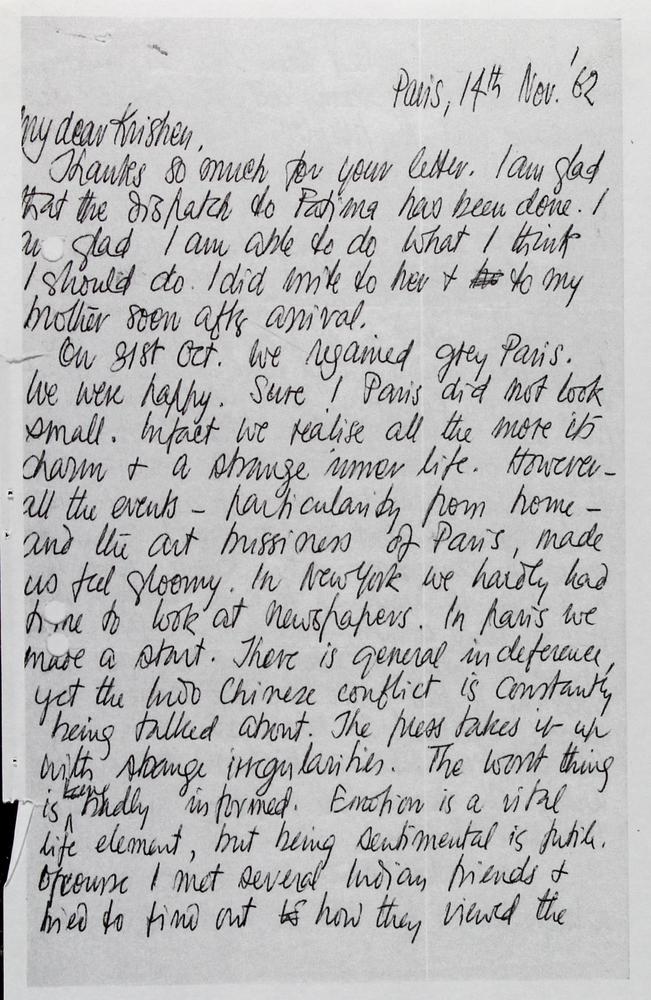 Paris, 14th Nov. '62
My dear Krishen,
Thanks so much for your letter. I am glad
that the dispatch to Fatima has been done. I
am glad I am able to do what I think
I should do. I did write to her & to my
mother soon after arrival.
On 31st Oct. we regained grey Paris.
We were happy. Sure! Paris did not look
small. Infact we realise all the more its
charm & a strange inner life. However -
all the events - particularly from home -
and the art bussiness of Paris, made
us feel gloomy. In New York we hardly had
time to look at newspapers. In paris we
made a start. There is general indeference,
yet the Indo Chinese conflict is constantly
being talked about. The press takes it up
with strange irregularities. The worst thing
is being badly informed. Emotion is a vital
life element, but being sentimental is futile.
Ofcourse I met several Indian friends &
tried to find out how they viewed the